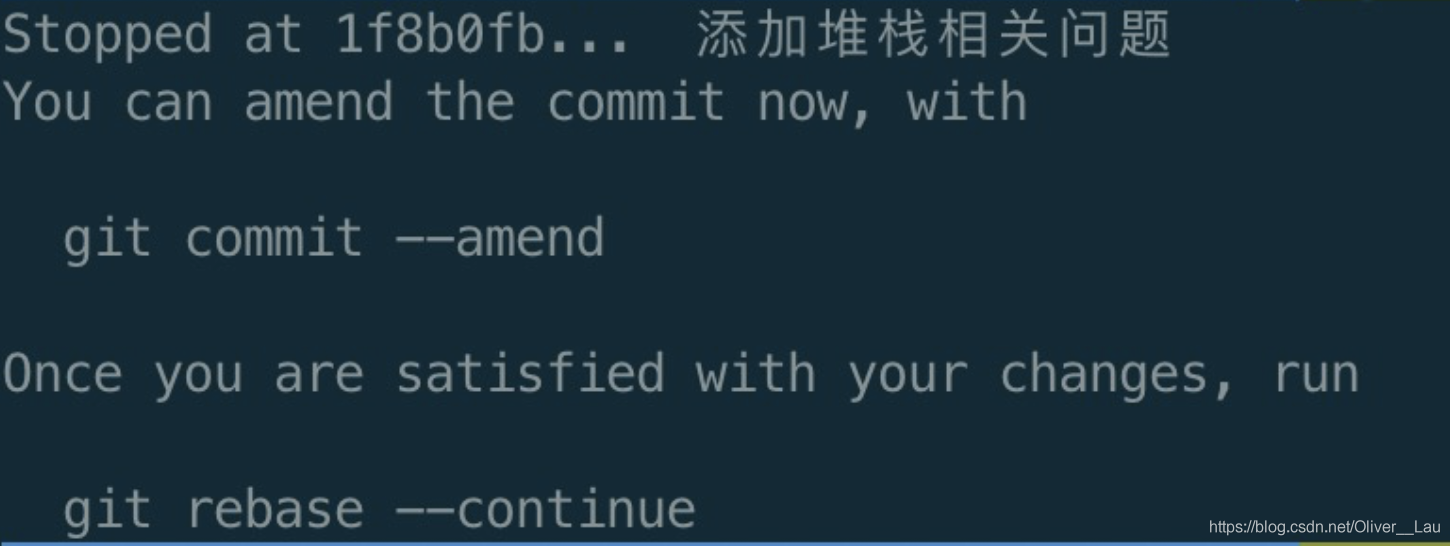 Stopped at 1f8b0fb... 添加堆栈相关问题
You can amend the commit now, with
git commit --amend
Once you are satisfied with your changes, run
git rebase --continue
https://blog.csdn.net/Oliver__Lau